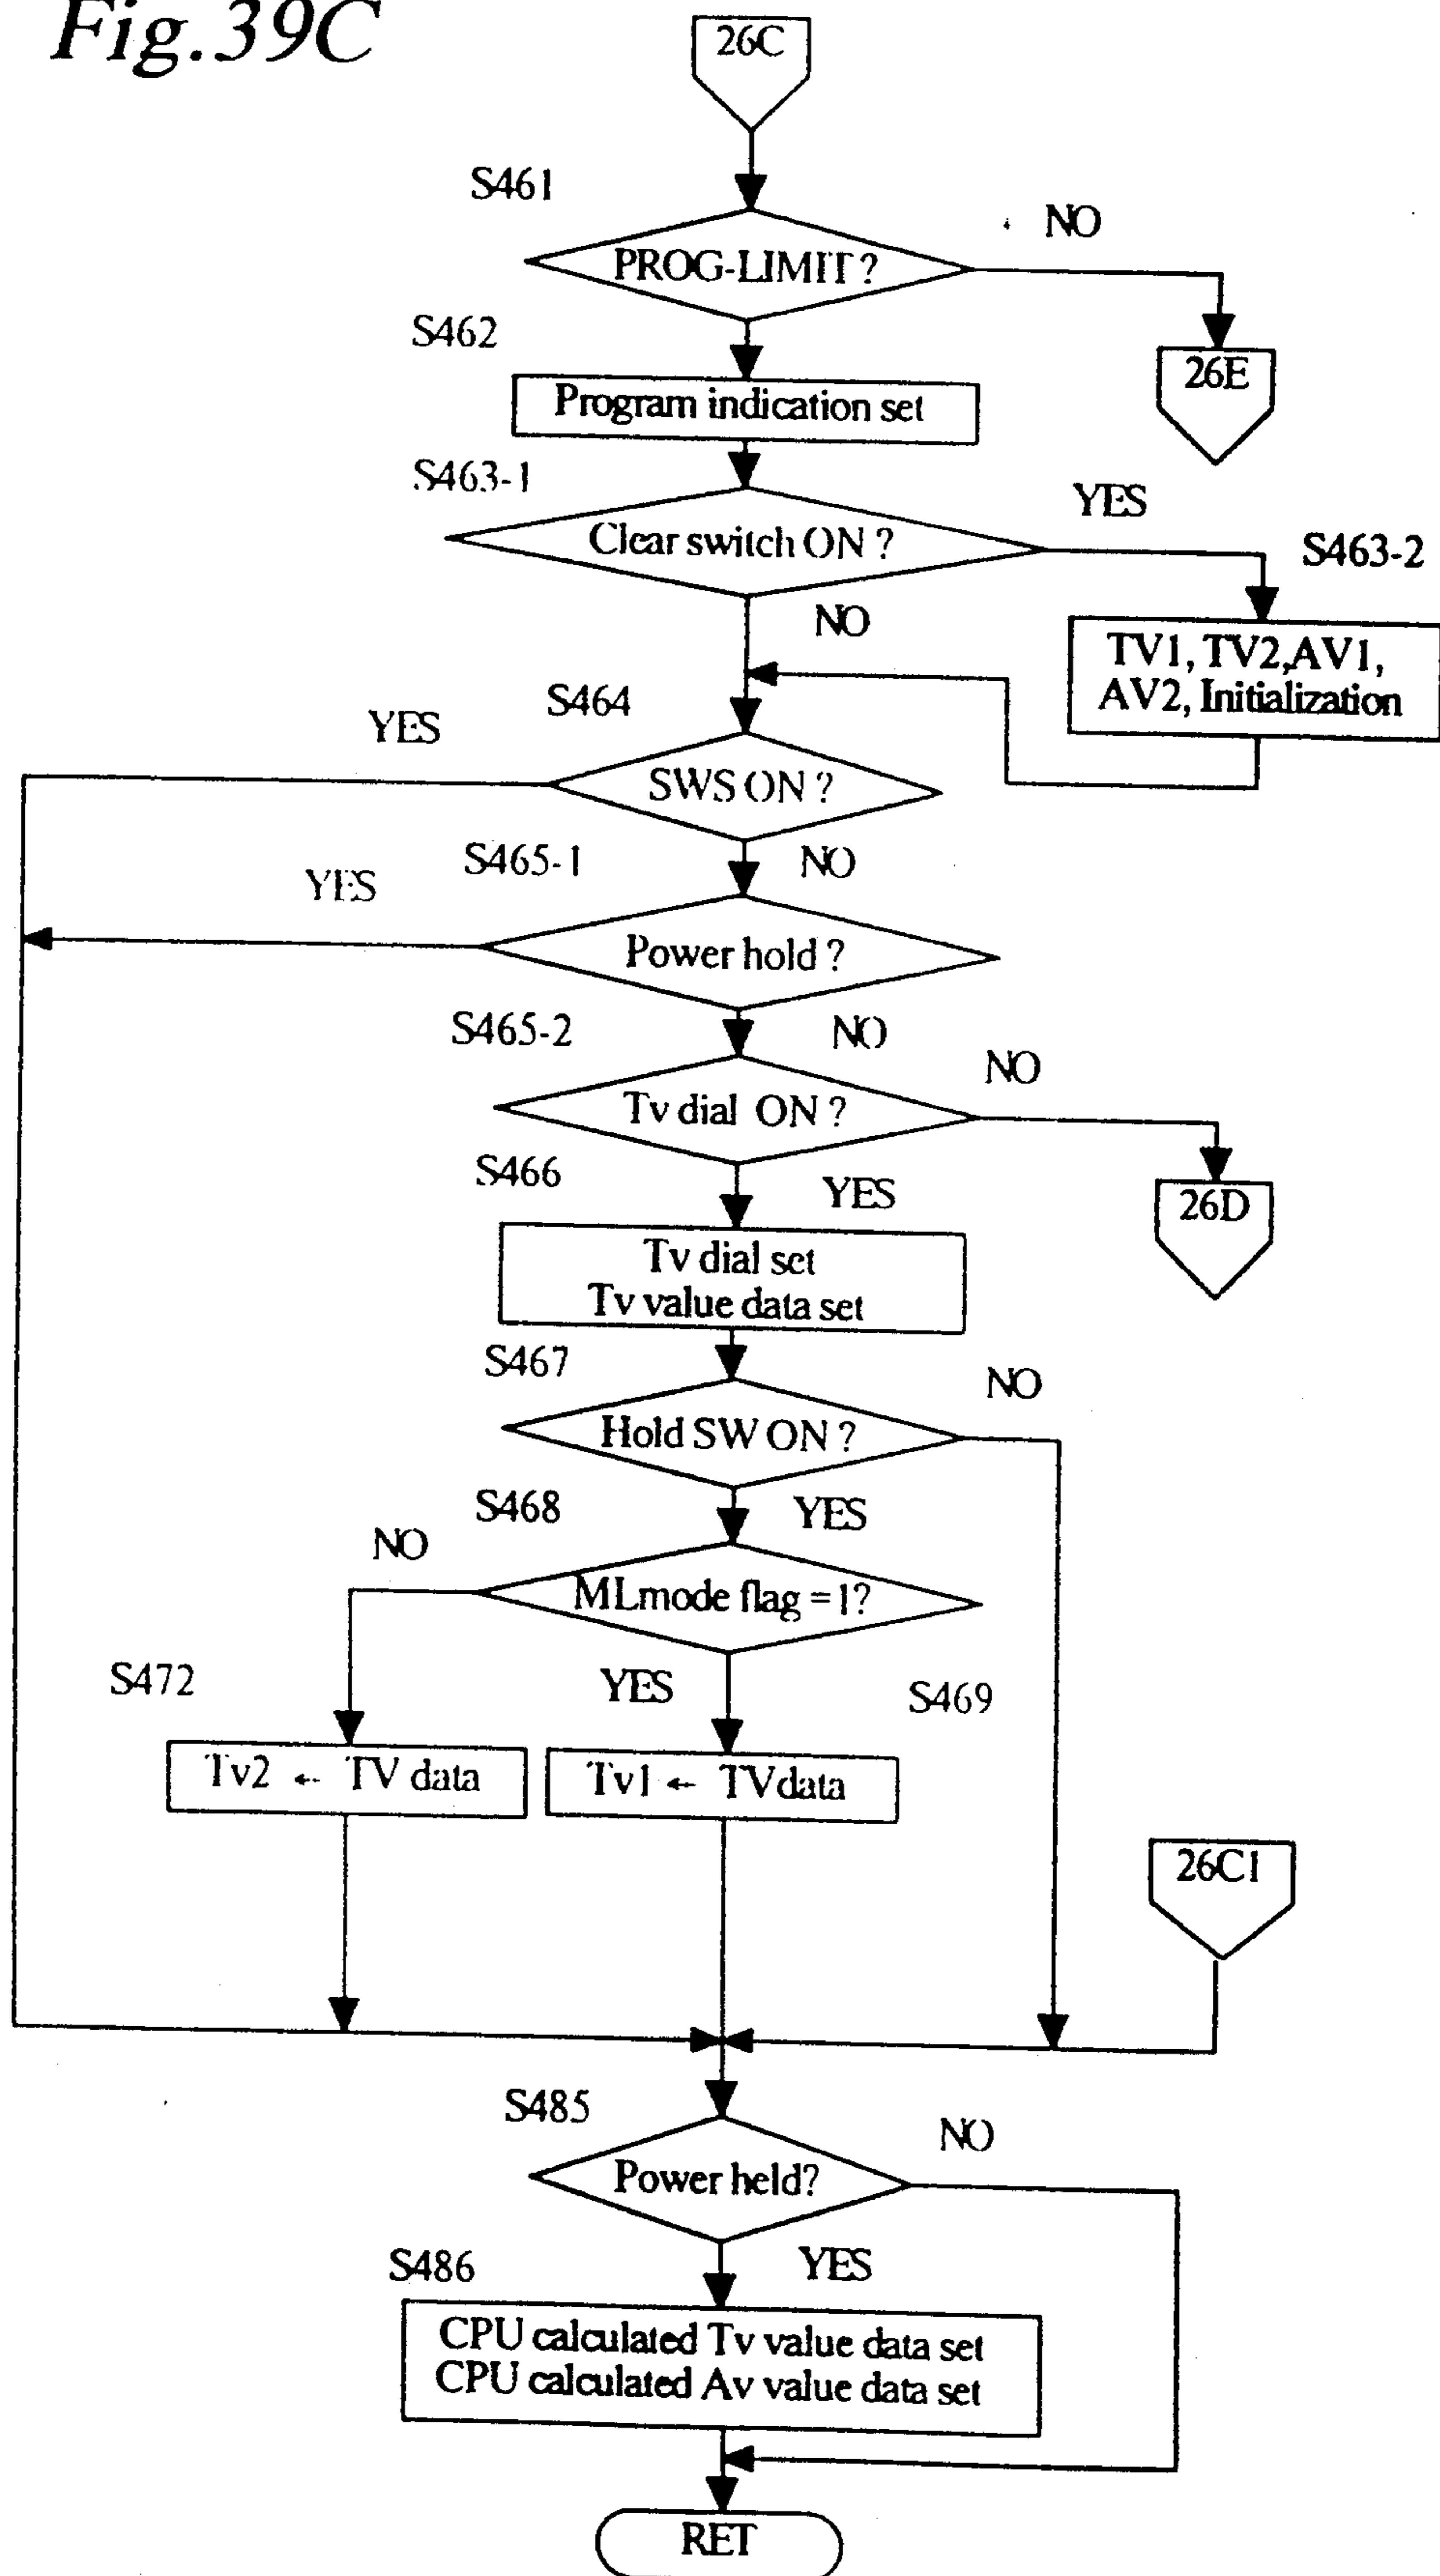 Fig.39C
26C
S461
PROG-LIMIT ?
NO
26E
S462
Program indication set
S463-1
Clear switch ON ?
YES
S463-2
TV1, TV2,AV1,
AV2, Initialization
NO
S464
YES
SWS ON ?
NO
S465-1
YES
Power hold ?
S465-2
NO
NO
Tv dial ON ?
26D
S466
YES
Tv dial set
Tv value data set
S467
NO
Hold SW ON ?
S468
YES
NO
MLmode flag =1?
S472
YES
S469
Tv2 ← TV data
Tv1 ← TVdata
26C1
S485
NO
Power held?
S486
YES
CPU calculated Tv value data set
CPU calculated Av value data set
RET